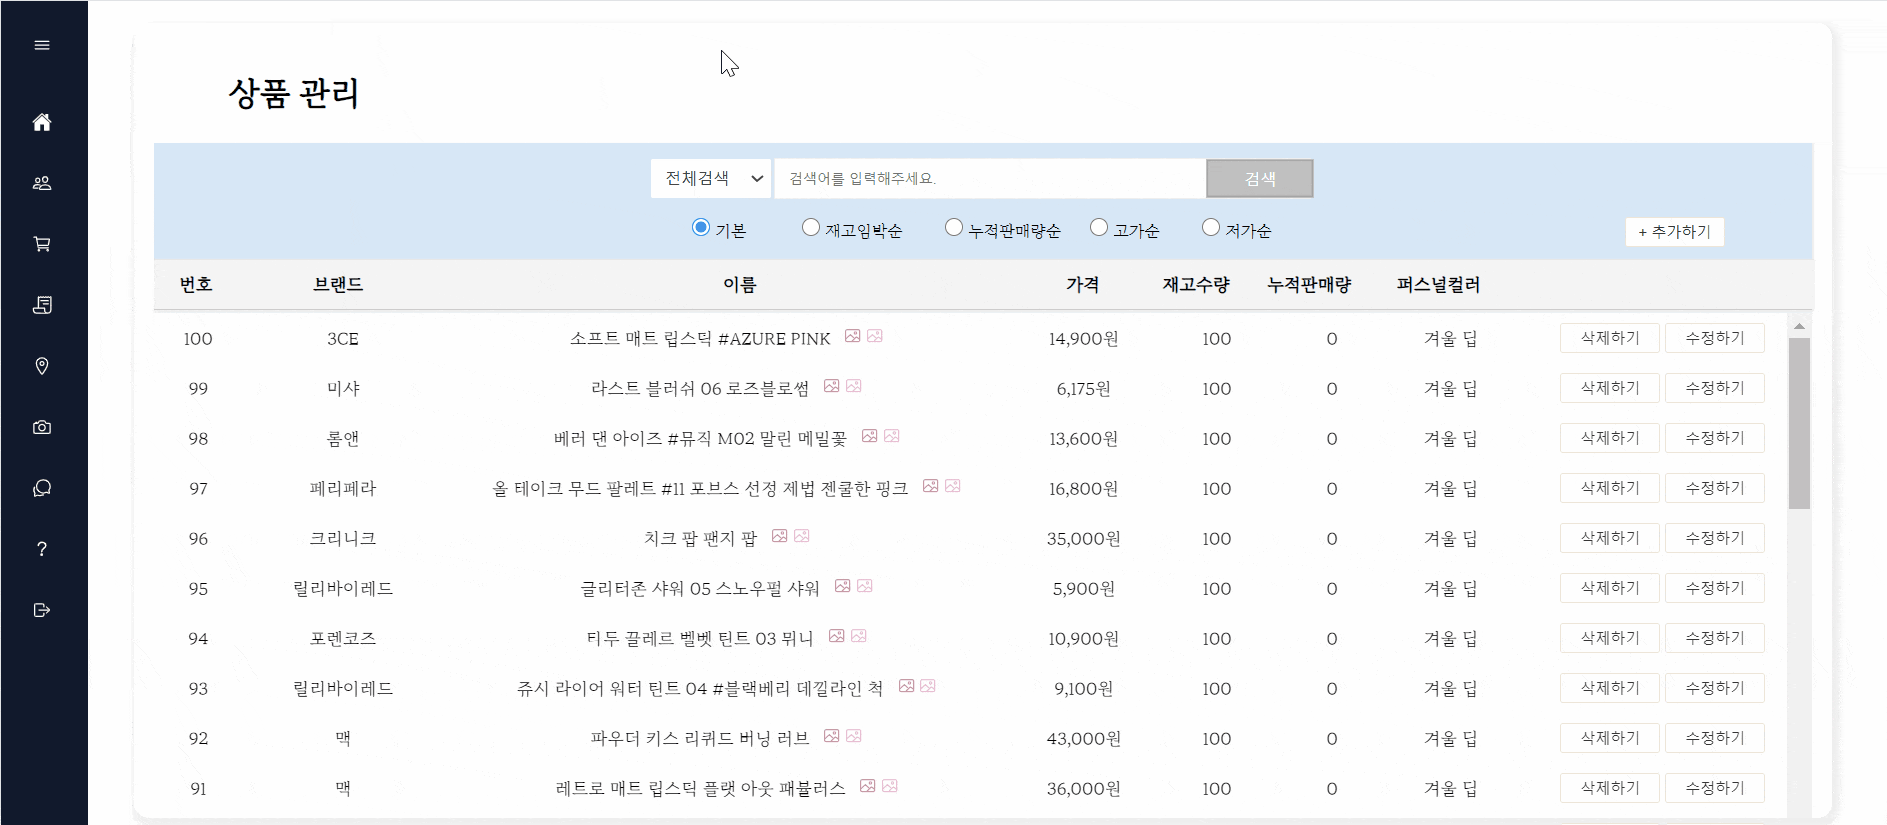 상품 관리
전체검색 검색어를 입력해주세요. 검색
기본 재고임박순 누적판매량순 고가순 저가순 + 추가하기
번호 브랜드 이름 가격 재고수량 누적판매량 퍼스널컬러
100 3CE 소프트 매트 립스틱 #AZURE PINK 14,900원 100 0 겨울 딥 삭제하기 수정하기
99 미샤 라스트 블러쉬 06 로즈블로썸 6,175원 100 0 겨울 딥 삭제하기 수정하기
98 롬앤 베러 댄 아이즈 #뮤직 M02 말린 메밀꽃 13,600원 100 0 겨울 딥 삭제하기 수정하기
97 페리페라 올 테이크 무드 팔레트 #11 포브스 선정 제법 젠쿨한 핑크 16,800원 100 0 겨울 딥 삭제하기 수정하기
96 크리니크 치크 팝 팬지 팝 35,000원 100 0 겨울 딥 삭제하기 수정하기
95 릴리바이레드 글리터존 샤워 05 스노우펄 샤워 5,900원 100 0 겨울 딥 삭제하기 수정하기
94 포렌코즈 티두 끌레르 벨벳 틴트 03 뮈니 10,900원 100 0 겨울 딥 삭제하기 수정하기
93 릴리바이레드 쥬시 라이어 워터 틴트 04 #블랙베리 데낄라인 척 9,100원 100 0 겨울 딥 삭제하기 수정하기
92 맥 파우더 키스 리퀴드 버닝 러브 43,000원 100 0 겨울 딥 삭제하기 수정하기
91 맥 레트로 매트 립스틱 플랫 아웃 패뷸러스 36,000원 100 0 겨울 딥 삭제하기 수정하기